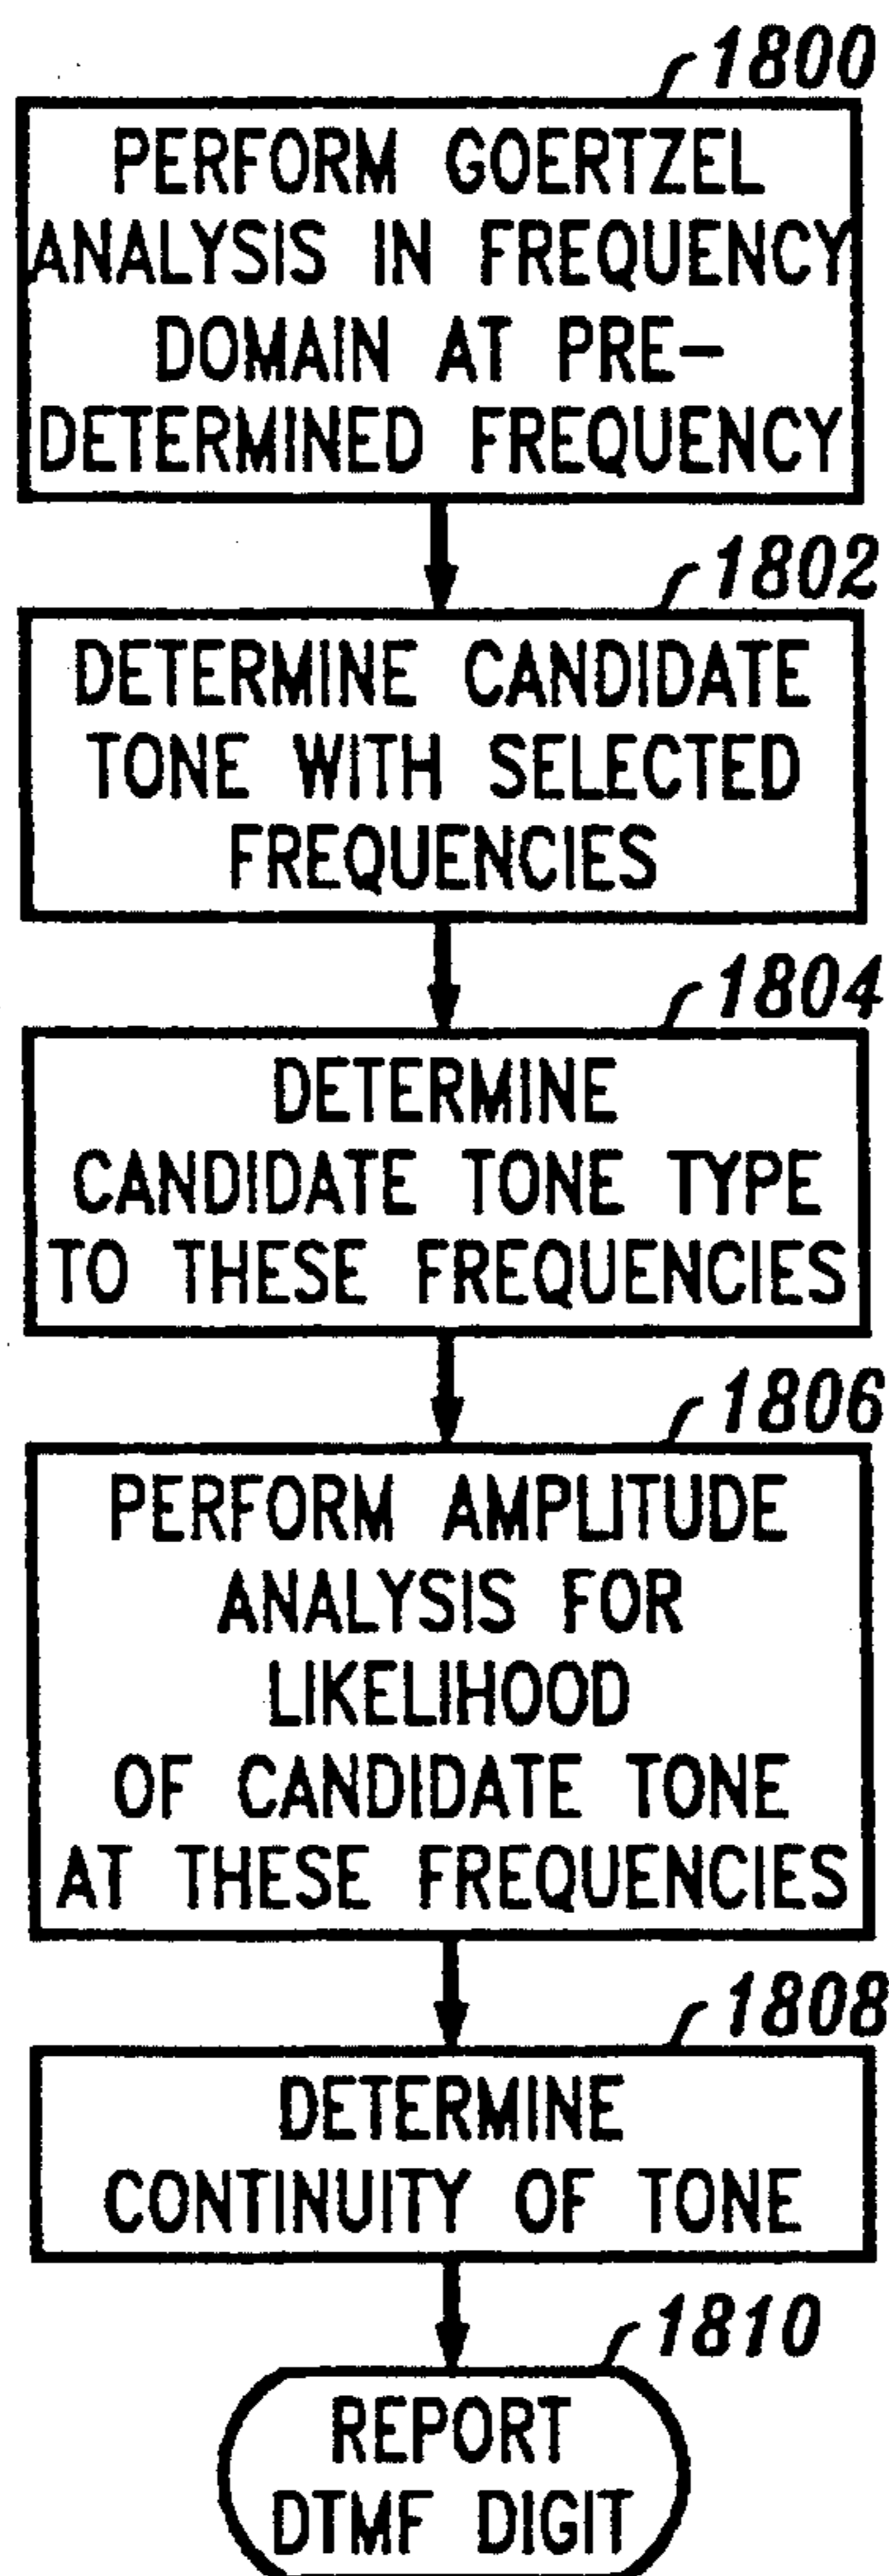 1800
PERFORM GOERTZEL
ANALYSIS IN FREQUENCY
DOMAIN AT PRE-
DETERMINED FREQUENCY
1802
DETERMINE CANDIDATE
TONE WITH SELECTED
FREQUENCIES
1804
DETERMINE
CANDIDATE TONE TYPE
TO THESE FREQUENCIES
1806
PERFORM AMPLITUDE
ANALYSIS FOR
LIKELIHOOD
OF CANDIDATE TONE
AT THESE FREQUENCIES
1808
DETERMINE
CONTINUITY OF TONE
1810
REPORT
DTMF DIGIT